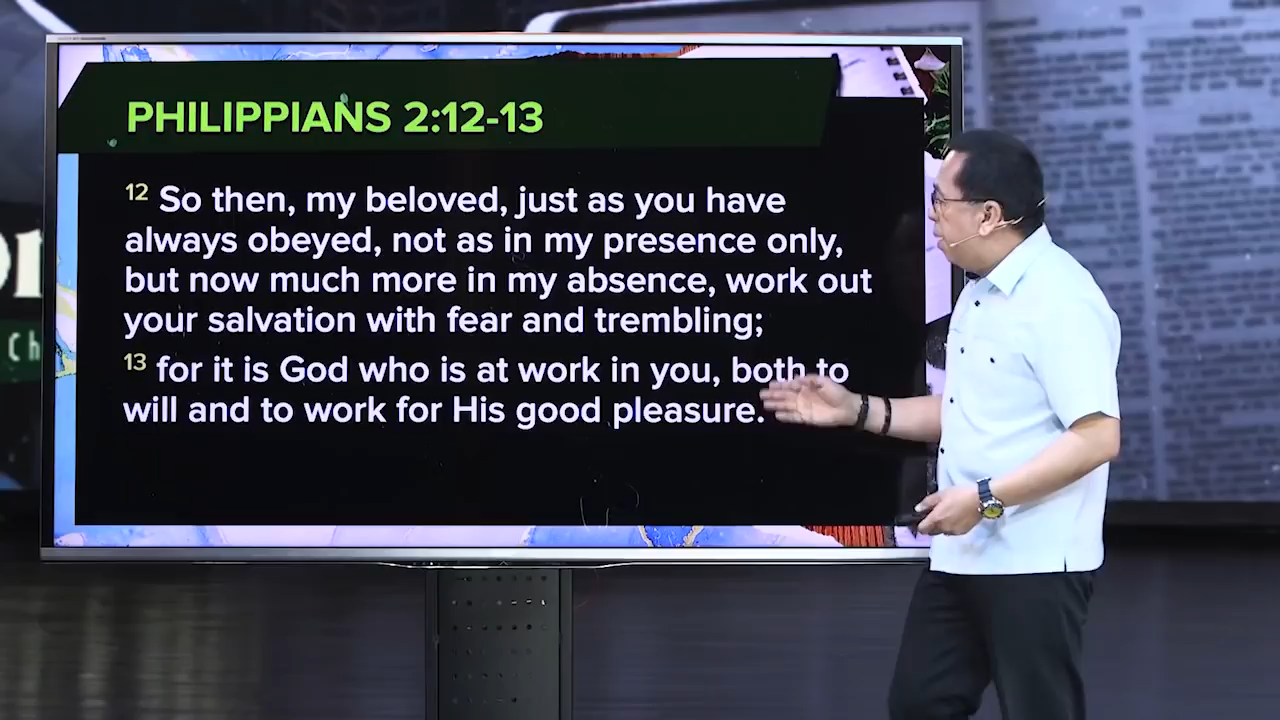 PHILIPPIANS 2:12-13
12 So then, my beloved, just as you have
always obeyed, not as in my presence only,
but now much more in my absence, work out
your salvation with fear and trembling;
13 for it is God who is at work in you, both to
will and to work for His good pleasure.
Ch